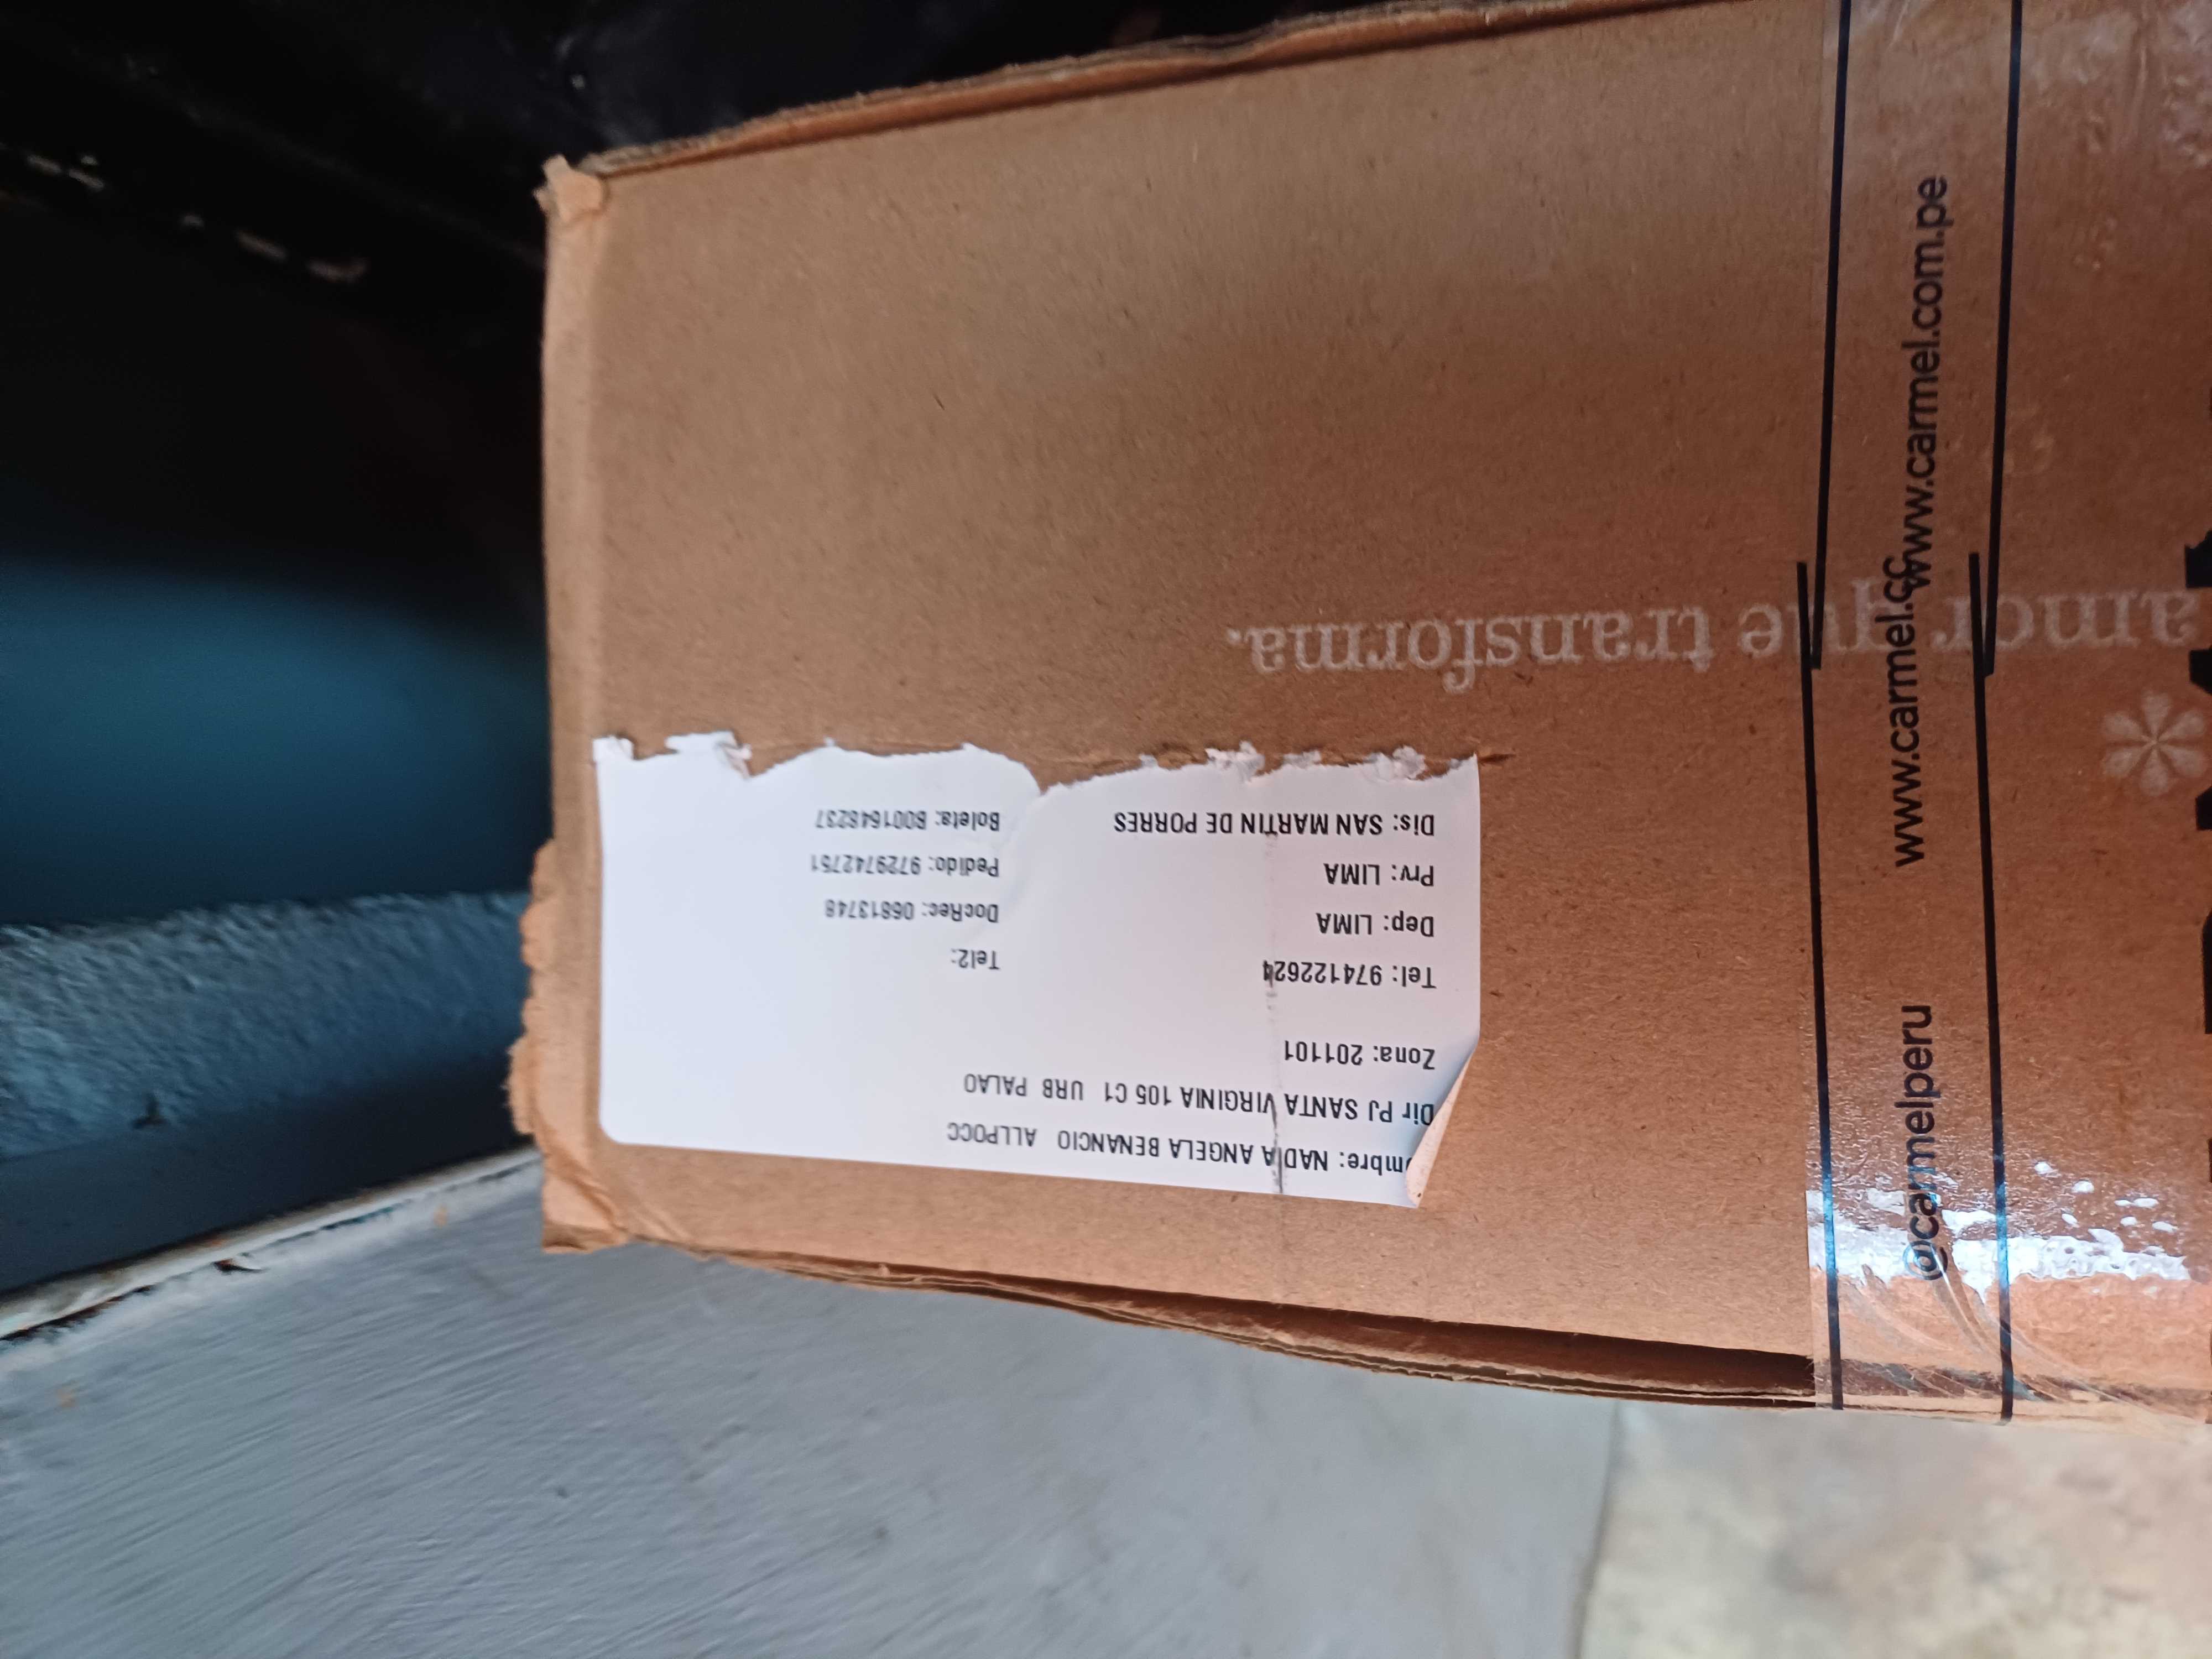 ombre: NADIA ANGELA BENANCIO ALLPOCC
Dir PJ SANTA VIRGINIA 105 C1 URB PALAO
Zona: 201101
Tel: 974122624 Tel2:
Dep: LIMA DocRec: 06813748
Prv: LIMA Pedido: 9729742751
Dis: SAN MARTIN DE PORRES Boleta: B001648237
amor que transforma.
@carmelperu www.carmel.cc
www.carmel.com.pe